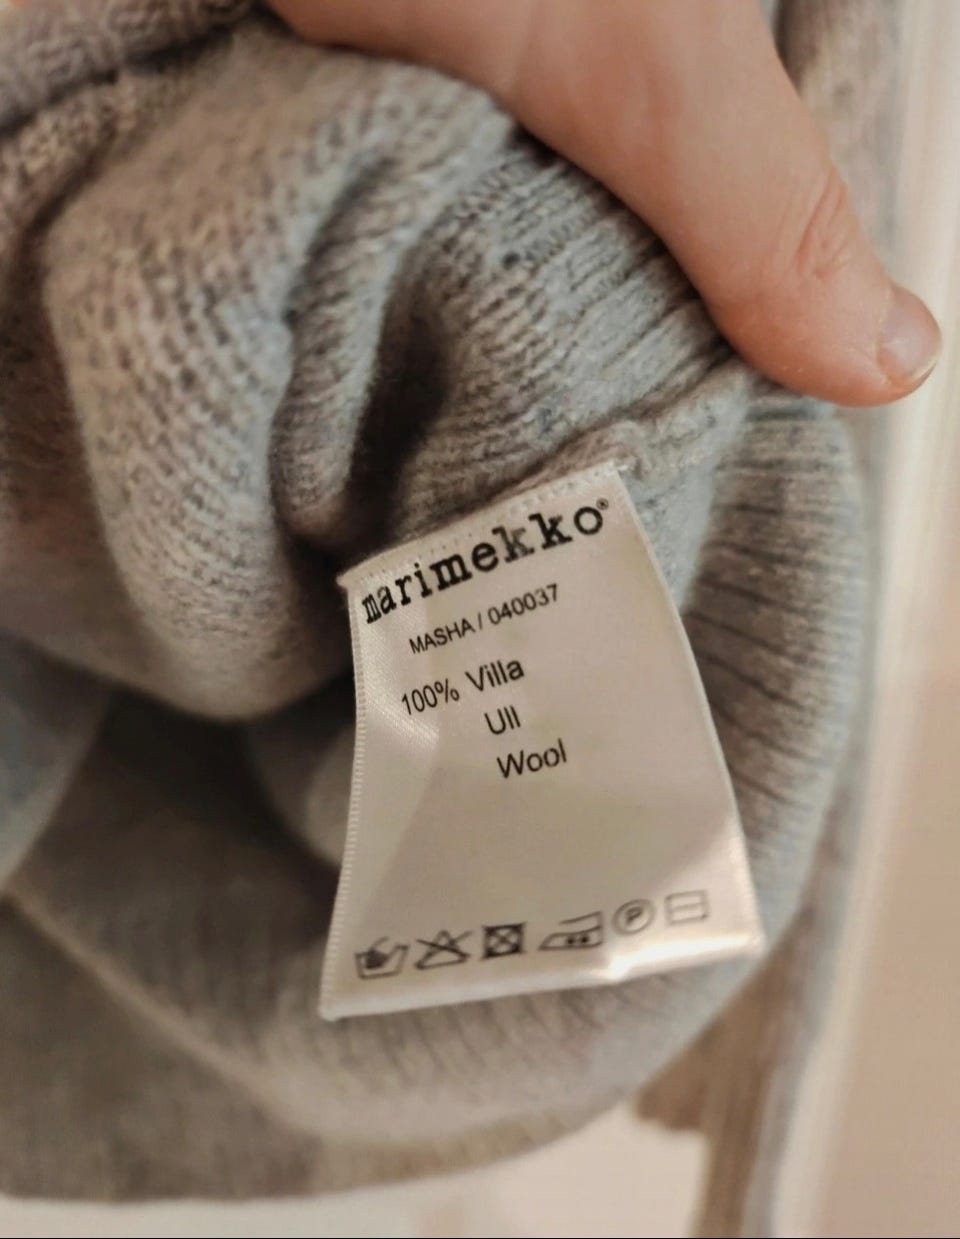 marimekko®
MASHA / 040037
100% Villa
Ull
Wool
P